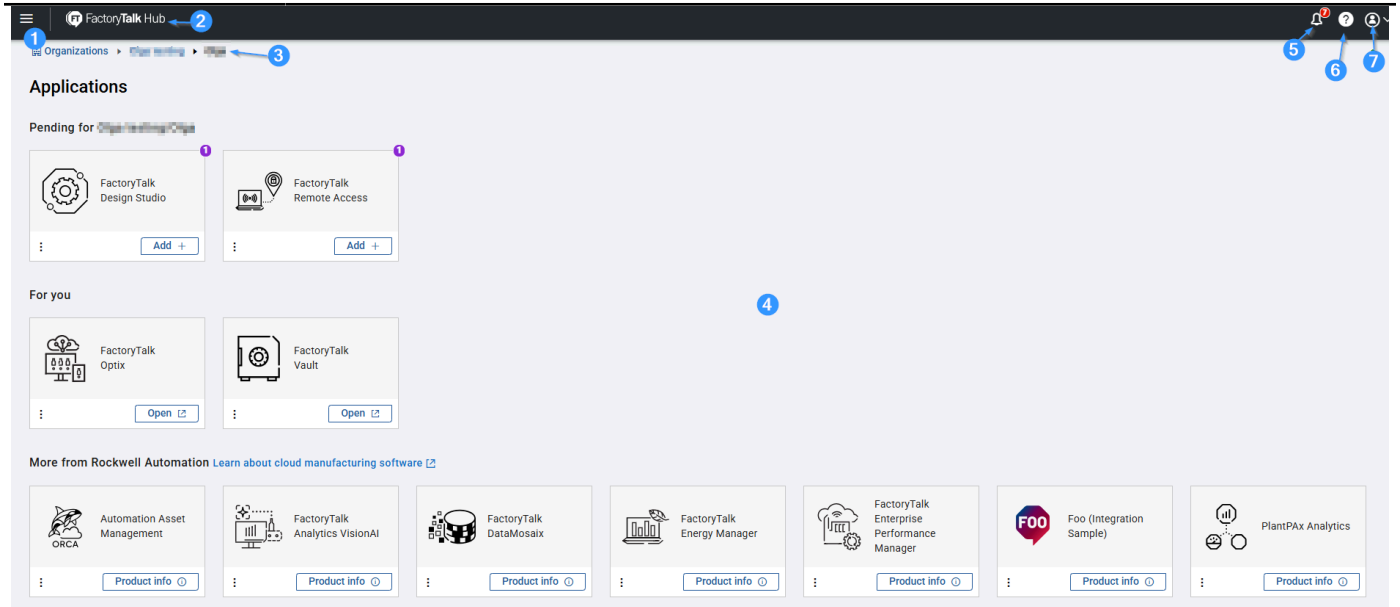 FactoryTalk Hub
2
7
1
Organizations
3
5
6
7
Applications
Pending for
1
1
FactoryTalk
Design Studio
FactoryTalk
Remote Access
Add +
Add +
For you
4
FactoryTalk
Optix
FactoryTalk
Vault
Open
Open
More from Rockwell Automation Learn about cloud manufacturing software
ORCA
Automation Asset
Management
FactoryTalk
Analytics VisionAI
FactoryTalk
DataMosaix
FactoryTalk
Energy Manager
FactoryTalk
Enterprise
Performance
Manager
FOO
Foo (Integration
Sample)
PlantPAx Analytics
Product info
Product info
Product info
Product info
Product info
Product info
Product info